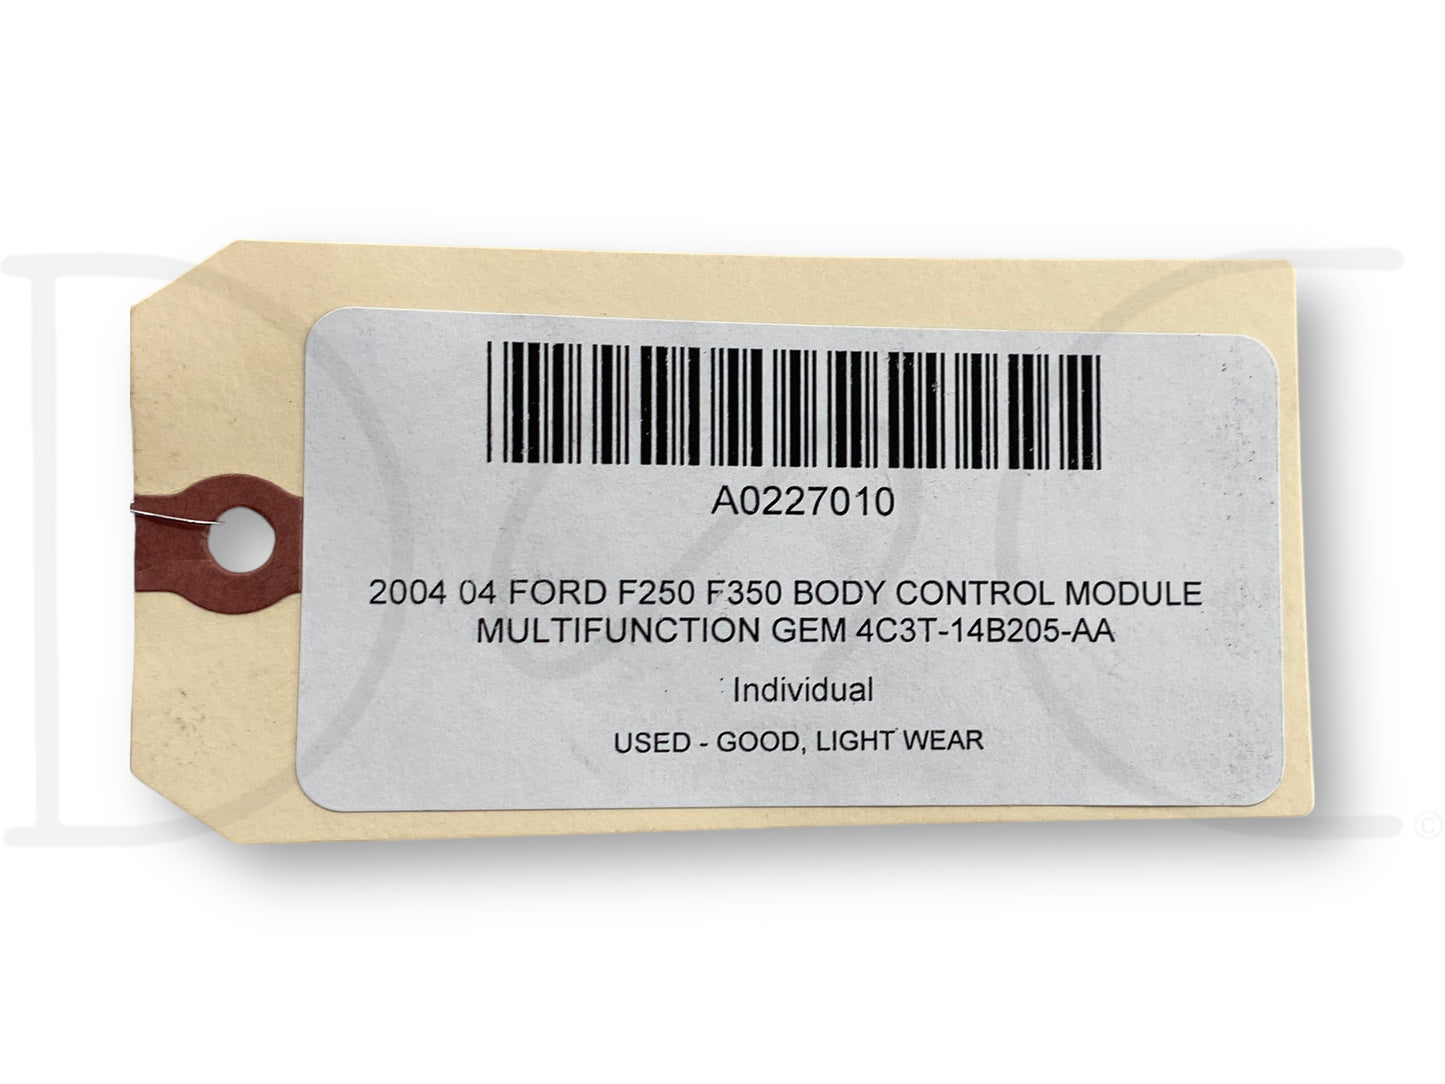 A0227010
2004 04 FORD F250 F350 BODY CONTROL MODULE
MULTIFUNCTION GEM 4C3T-14B205-AA
Individual
USED - GOOD, LIGHT WEAR
©